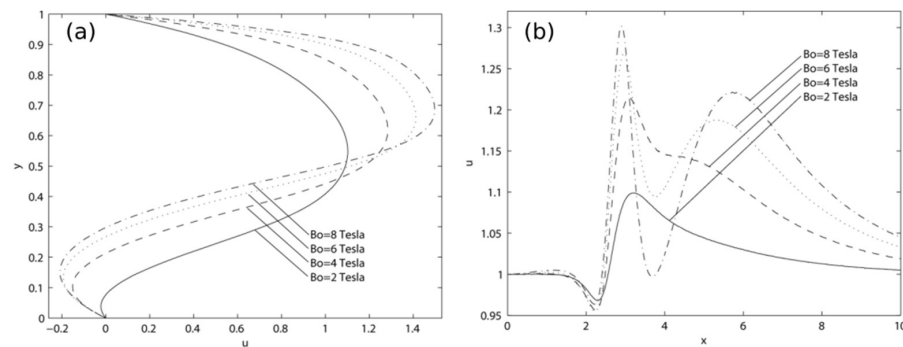 (a)
1
0.9
0.8
0.7
0.6
0.5
0.4
0.3
0.2
0.1
0
y
Bo=8 Tesla
Bo=6 Tesla
Bo=4 Tesla
Bo=2 Tesla
−0.2 0 0.2 0.4 0.6 0.8 1 1.2 1.4
u
(b)
1.3
1.25
1.2
1.15
1.1
1.05
1
0.95
u
Bo=8 Tesla
Bo=6 Tesla
Bo=4 Tesla
Bo=2 Tesla
0 2 4 6 8 10
x